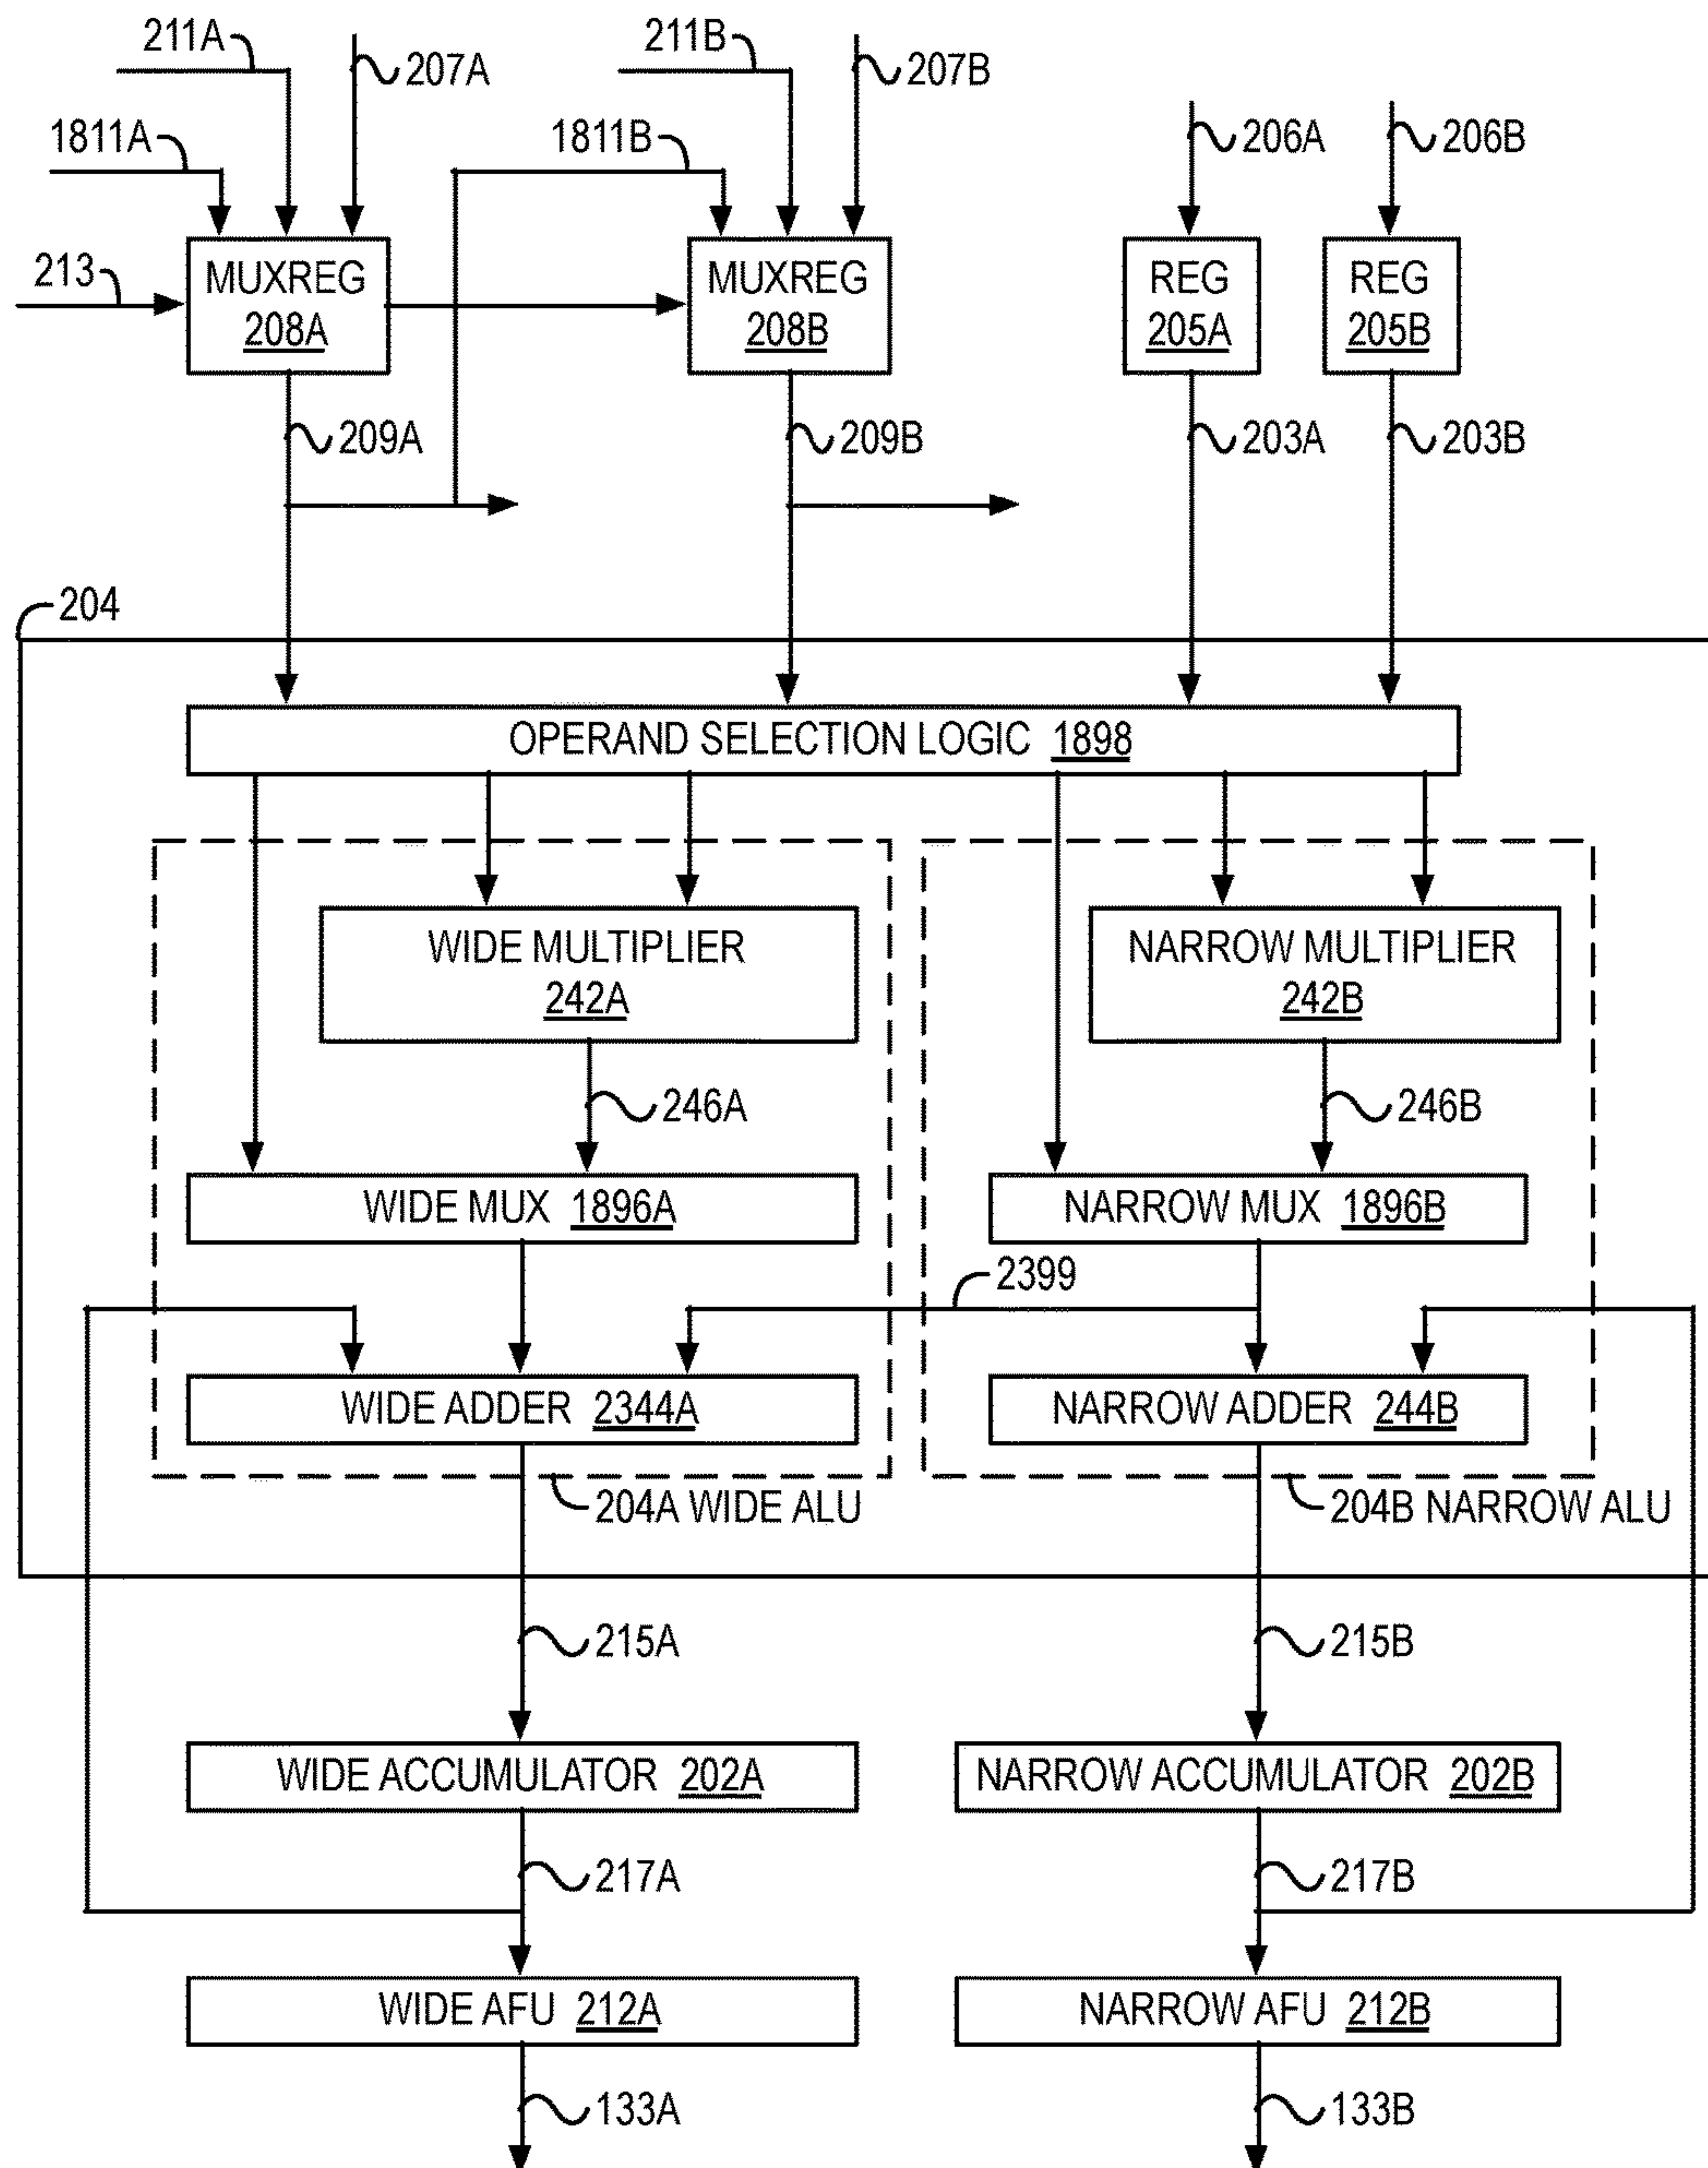 211A
207A
211B
207B
1811A
1811B
206A
206B
213
MUXREG
208A
MUXREG
208B
REG
205A
REG
205B
209A
209B
203A
203B
204
OPERAND SELECTION LOGIC 1898
WIDE MULTIPLIER
242A
NARROW MULTIPLIER
242B
246A
246B
WIDE MUX 1896A
NARROW MUX 1896B
2399
WIDE ADDER 2344A
NARROW ADDER 244B
204A WIDE ALU
204B NARROW ALU
215A
215B
WIDE ACCUMULATOR 202A
NARROW ACCUMULATOR 202B
217A
217B
WIDE AFU 212A
NARROW AFU 212B
133A
133B